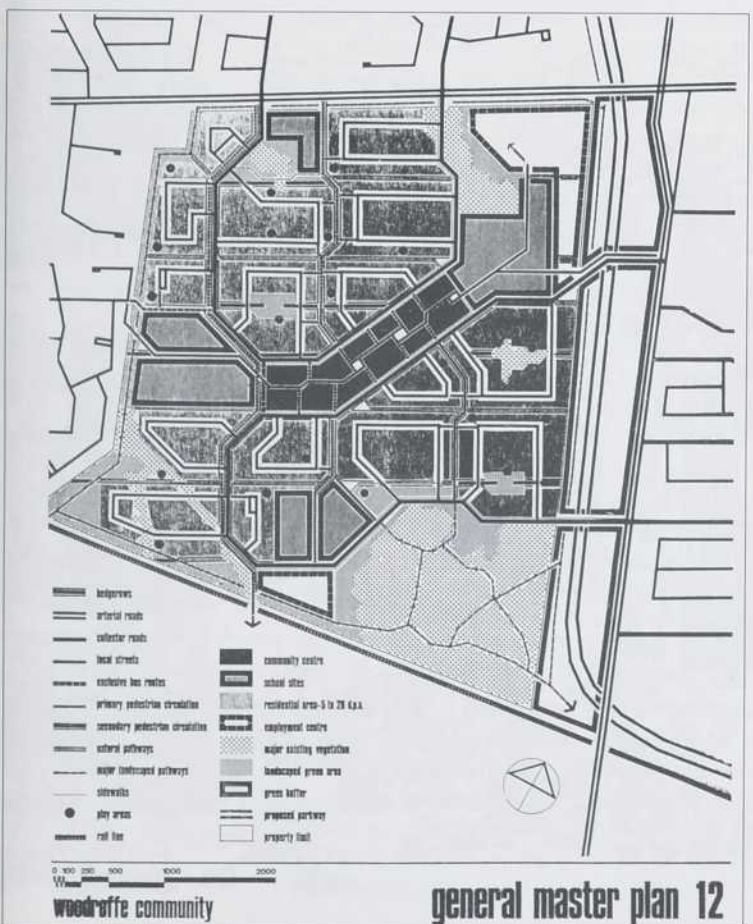 hedgerows
arterial roads
collector roads
local streets
exclusive bus routes
primary pedestrian circulation
secondary pedestrian circulation
natural pathways
major landscaped pathways
sidewalks
play areas
rail line
community centre
school sites
residential area-5 to 26 d.p.a.
employment centre
major existing vegetation
landscaped green area
green buffer
proposed parkway
property limit
0 100 250 500 1000 2000
woodroffe community
general master plan 12